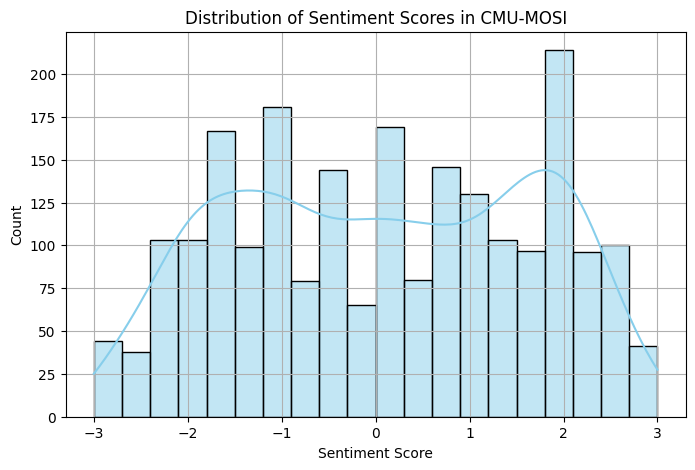 Distribution of Sentiment Scores in CMU-MOSI
Count
200
175
150
125
100
75
50
25
0
−3 −2 −1 0 1 2 3
Sentiment Score